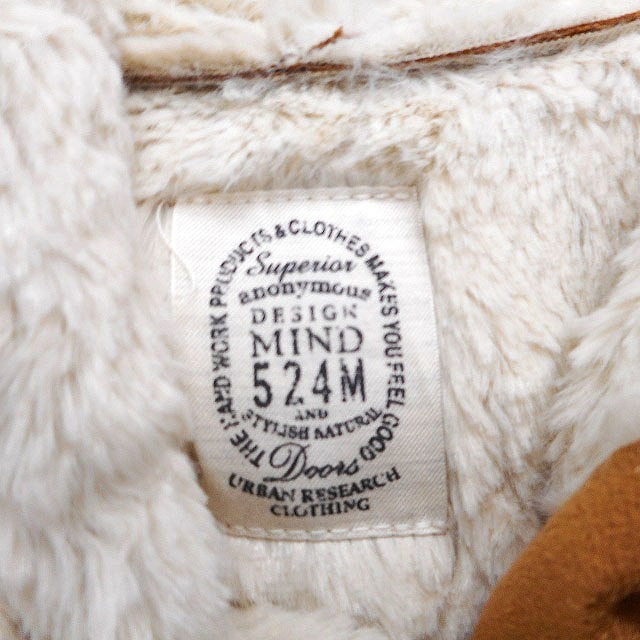 THE HARD WORK PRODUCTS & CLOTHES MAKES YOU FEEL GOOD
Superior
anonymous
DESIGN
MIND
524M
AND
STYLISH NATURAL
Doors
URBAN RESEARCH
CLOTHING